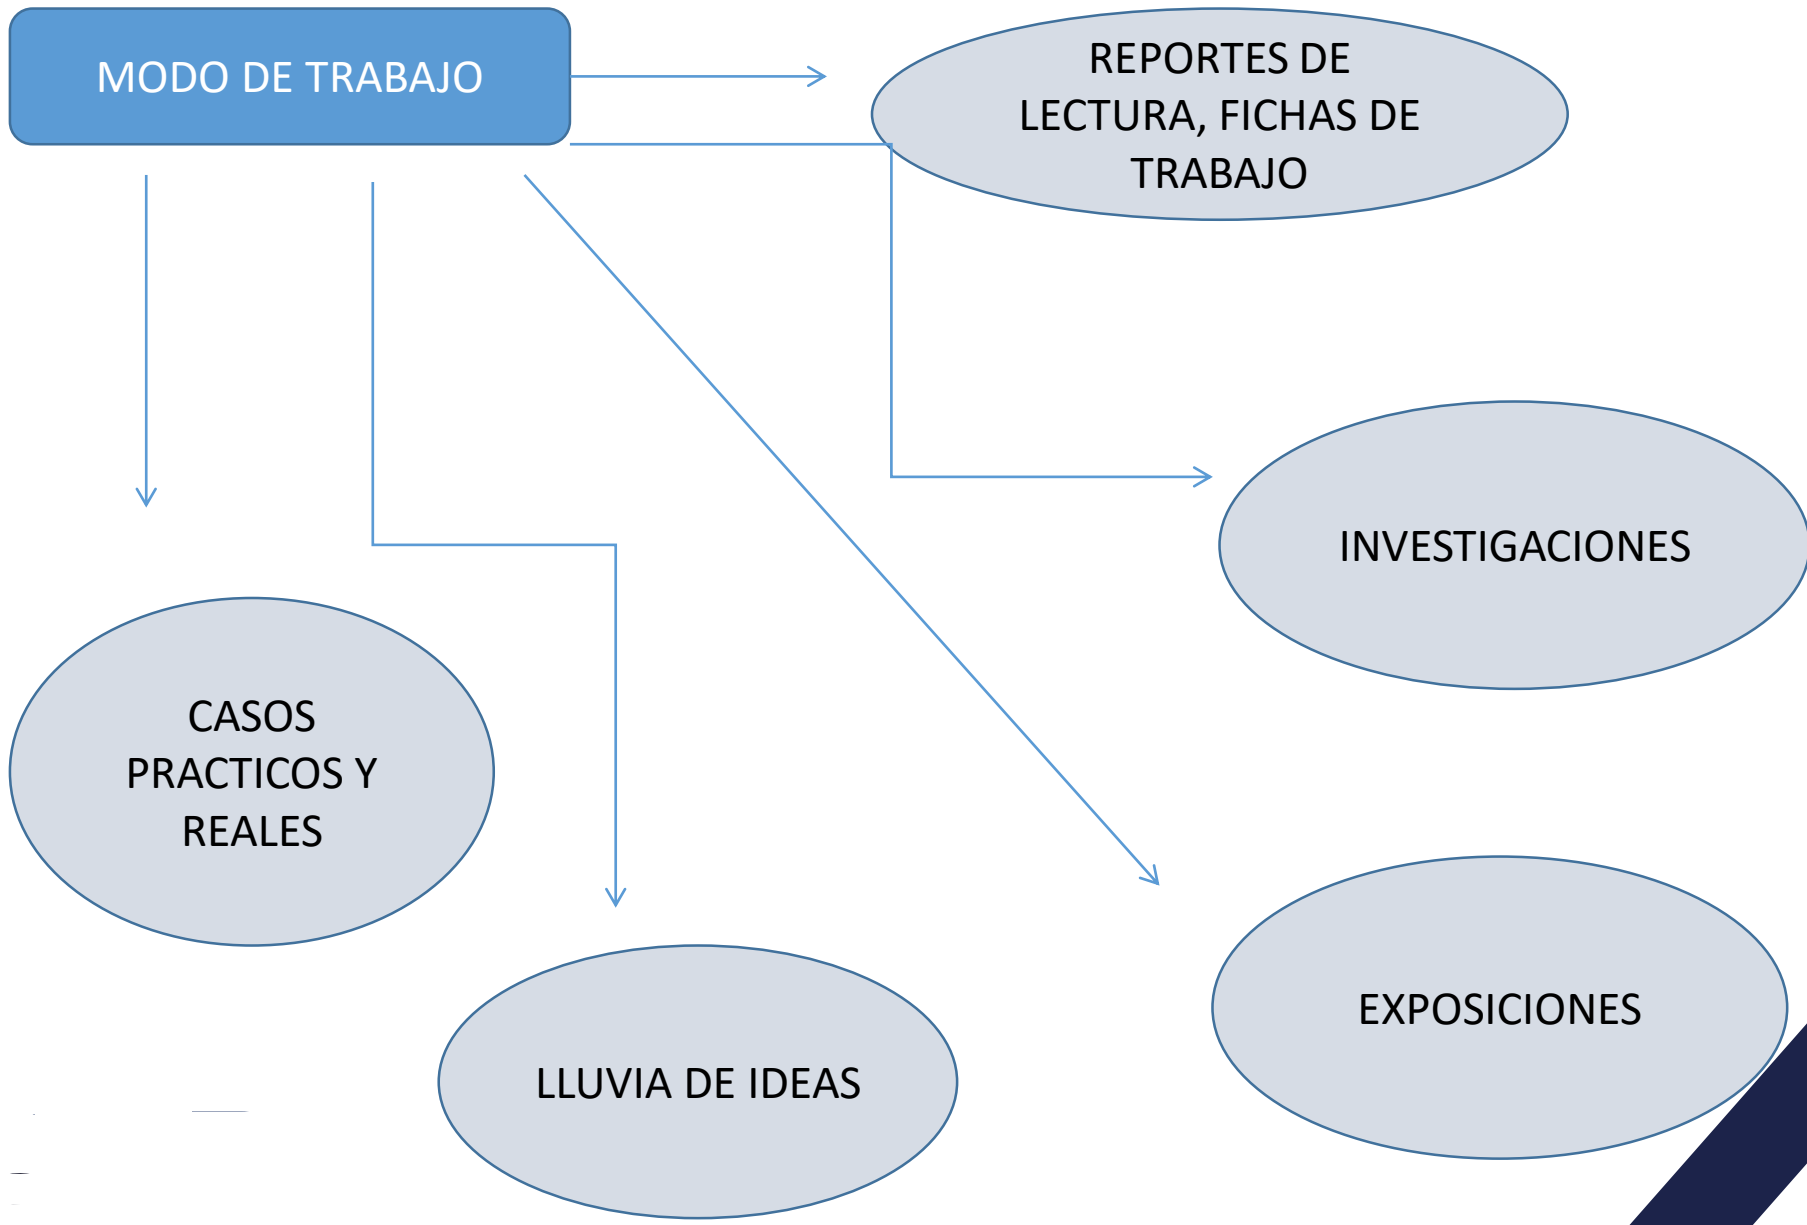 MODO DE TRABAJO
REPORTES DE
LECTURA, FICHAS DE
TRABAJO
INVESTIGACIONES
CASOS
PRACTICOS Y
REALES
EXPOSICIONES
LLUVIA DE IDEAS